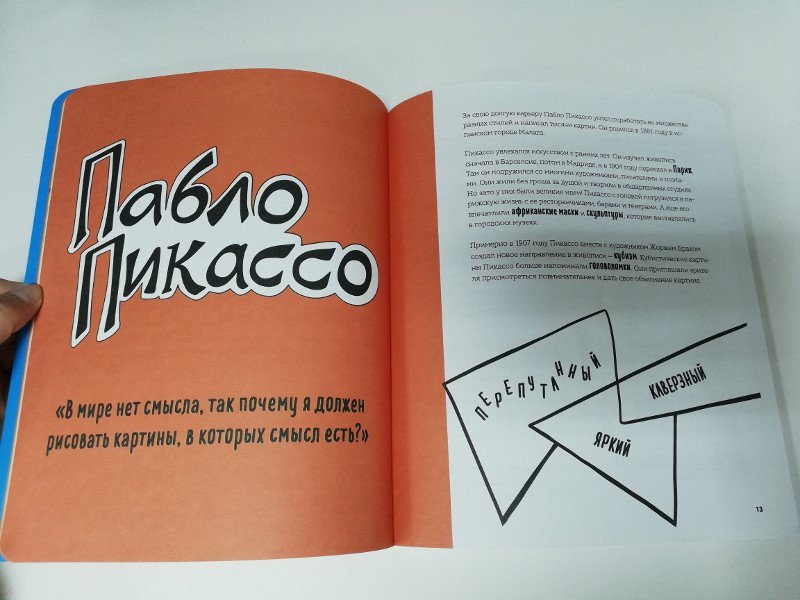 Пабло
Пикассо
«В мире нет смысла, так почему я должен
рисовать картины, в которых смысл есть?»
За свою долгую карьеру Пабло Пикассо успел поработать во множестве
разных стилей и написал тысячи картин. Он родился в 1881 году в ис-
панском городе Малага.
Пикассо увлекался искусством с ранних лет. Он изучал живопись
сначала в Барселоне, потом в Мадриде, а в 1904 году переехал в Париж.
Там он подружился со многими художниками, писателями и поэта-
ми. Они жили без гроша за душой и творили в обшарпанных студиях.
Но зато у них были великие идеи! Пикассо с головой погрузился в па-
рижскую жизнь с ее ресторанчиками, барами и театрами. А еще его
впечатлили африканские маски и скульптуры, которые выставлялись
в городских музеях.
Примерно в 1907 году Пикассо вместе с художником Жоржем Браком
создал новое направление в живописи – кубизм. Кубистические карти-
ны Пикассо больше напоминали головоломки. Они приглашали зрите-
ля присмотреться повнимательнее и дать свое объяснение картине.
ПЕРЕПУТАННЫЙ
КАВЕРЗНЫЙ
ЯРКИЙ
13